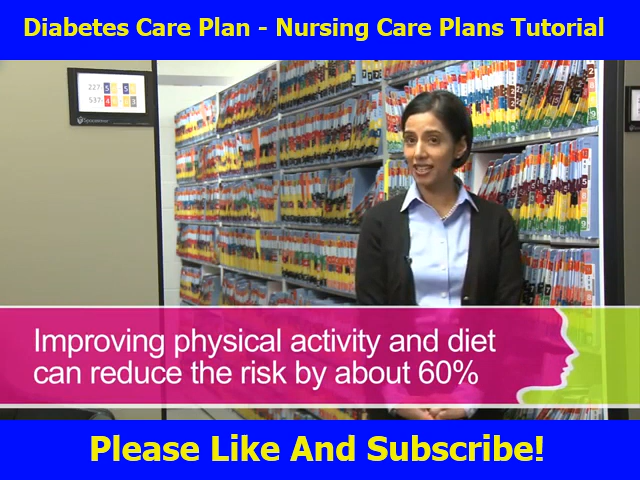 Diabetes Care Plan - Nursing Care Plans Tutorial
Improving physical activity and diet
can reduce the risk by about 60%
Please Like And Subscribe!